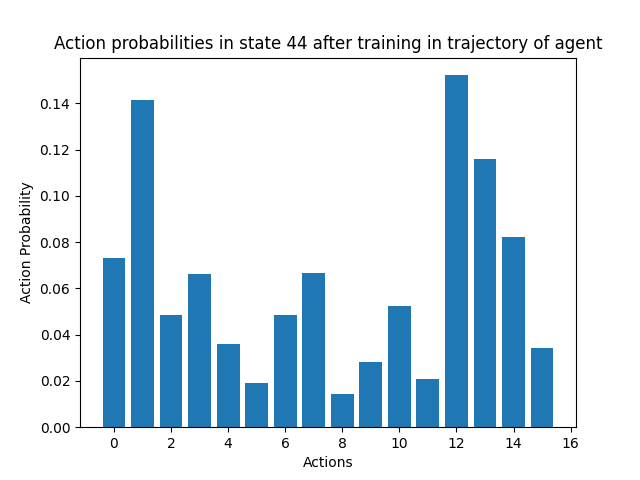 Action probabilities in state 44 after training in trajectory of agent
0.14
0.12
0.10
0.08
0.06
0.04
0.02
0.00
Action Probability
0 2 4 6 8 10 12 14 16
Actions